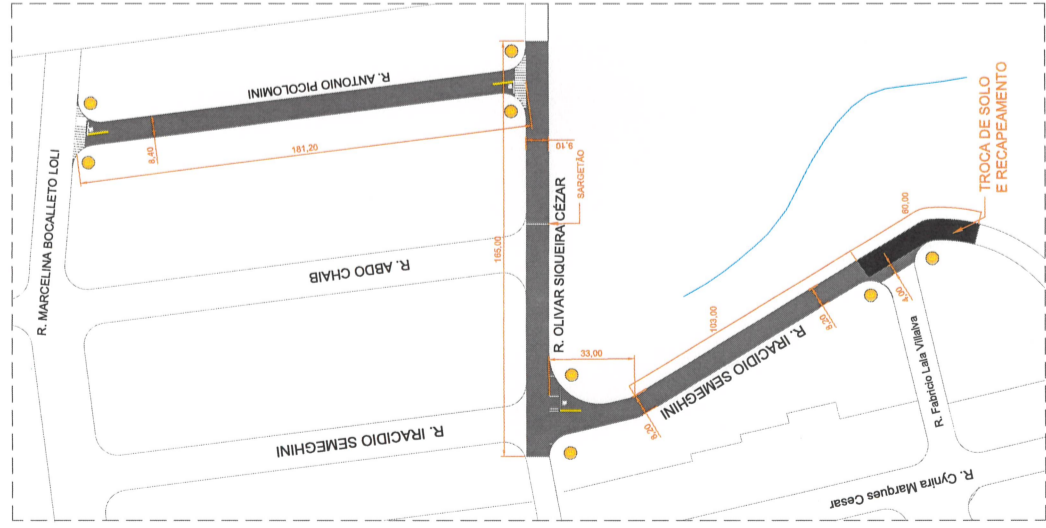 R. MARCELINA BOCALLETO LOLI
R. ANTONIO PICOLOMINI
8,40
181,20
9,10
SARGETÃO
165,00
R. OLIVAR SIQUEIRA CÉZAR
R. ABDO CHAIB
R. IRACIDIO SEMEGHINI
33,00
8,20
103,00
R. IRACIDIO SEMEGHINI
8,20
60,00
4,00
TROCA DE SOLO
E RECAPEAMENTO
R. Fabricio Lala Villalva
R. Cynira Marques Cesar